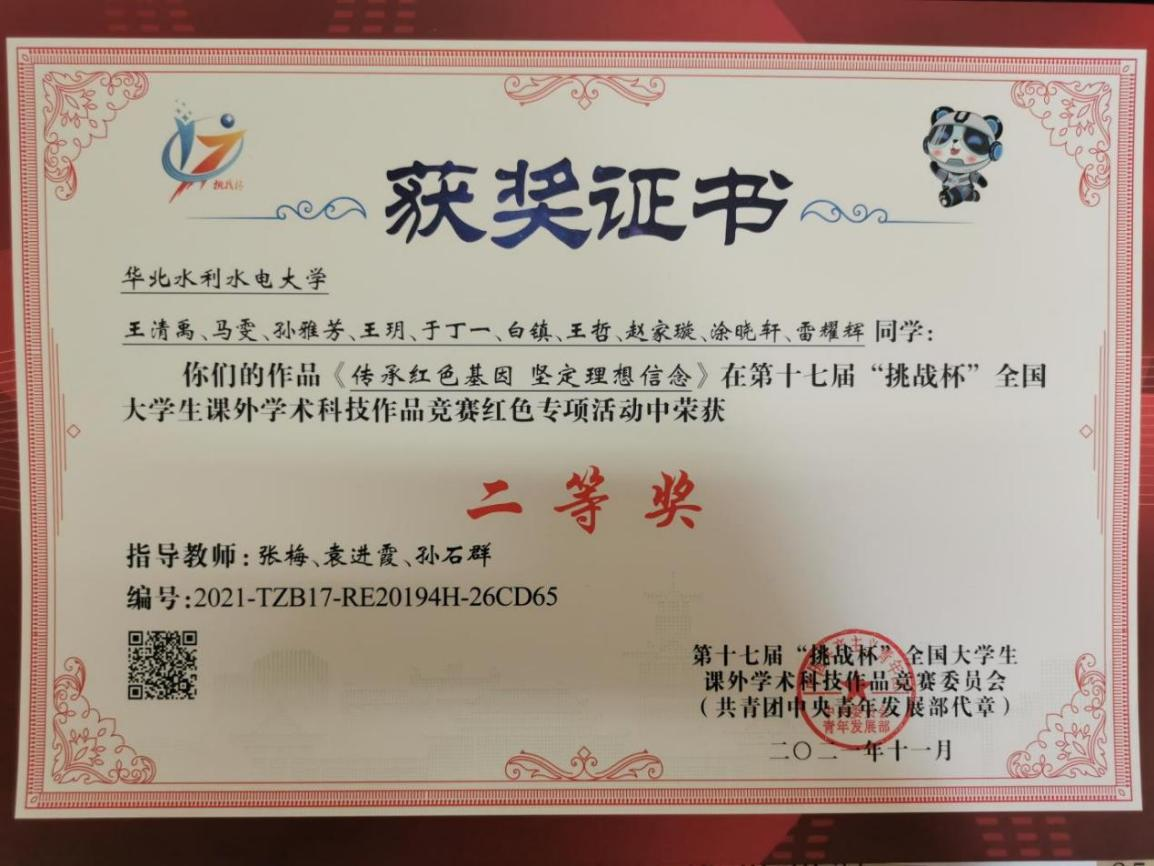 挑战杯
获奖证书
华北水利水电大学
王清禹、马雯、孙雅芳、王玥、于丁一、白镇、王哲、赵家璇、涂晓轩、雷耀辉 同学：
你们的作品《传承红色基因 坚定理想信念》在第十七届“挑战杯”全国
大学生课外学术科技作品竞赛红色专项活动中荣获
二等奖
指导教师：张梅、袁进霞、孙石群
编号：2021-TZB17-RE20194H-26CD65
第十七届“挑战杯”全国大学生
课外学术科技作品竞赛委员会
（共青团中央青年发展部代章）
青年发展部
二〇二一年十一月